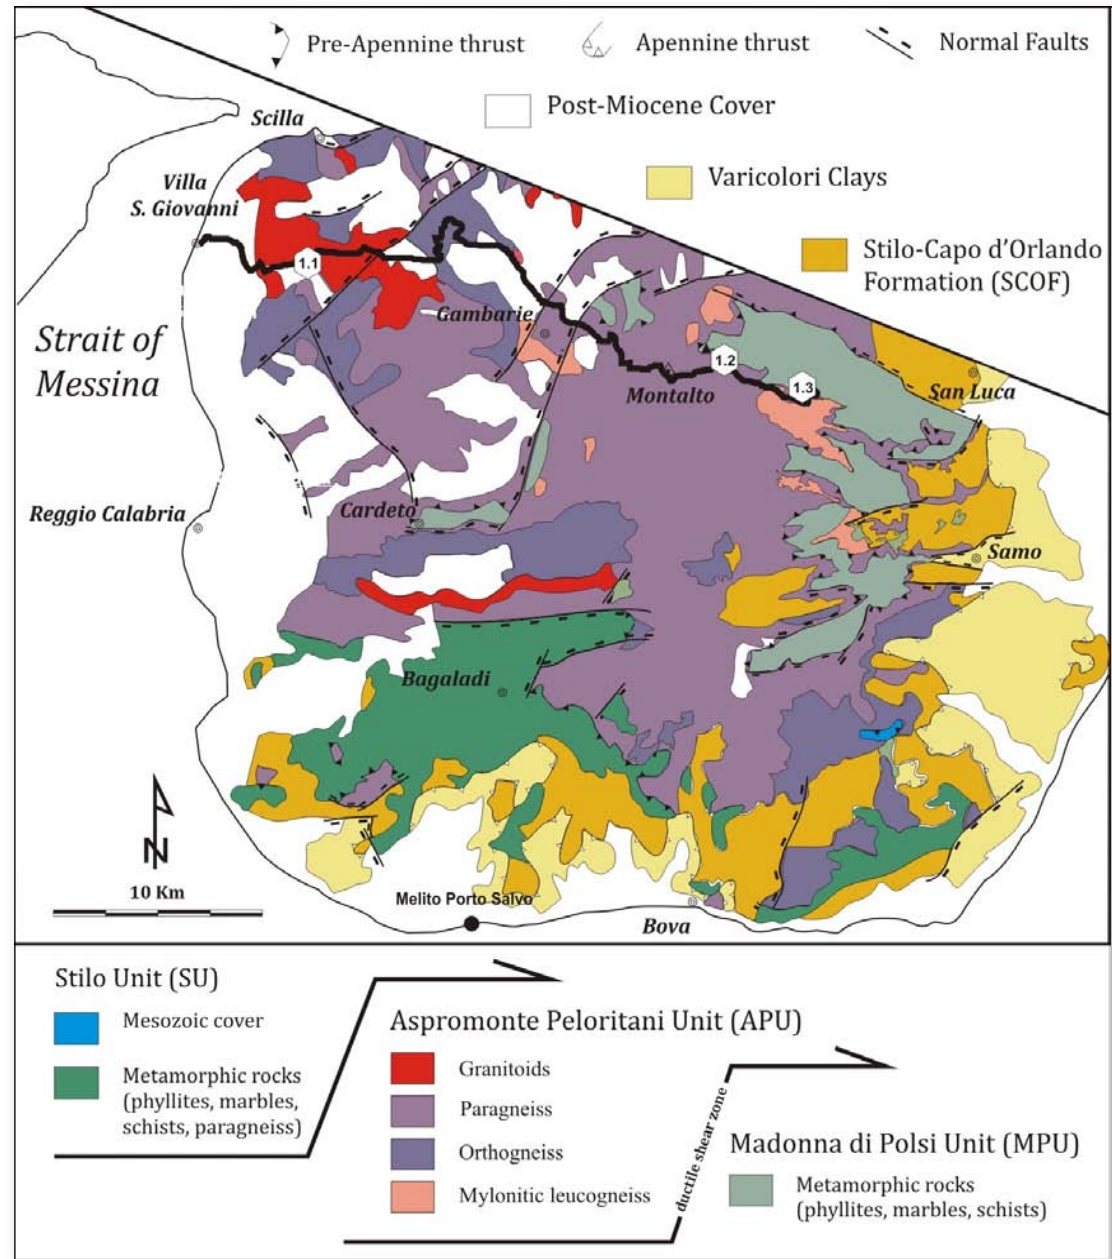 Pre-Apennine thrust
Apennine thrust
Normal Faults
Post-Miocene Cover
Varicolori Clays
Stilo-Capo d'Orlando
Formation (SCOF)
Scilla
Villa
S. Giovanni
1.1
Strait of
Messina
Gambarie
1.2
Montalto
1.3
San Luca
Reggio Calabria
Cardeto
Samo
Bagaladi
N
10 Km
Melito Porto Salvo
Bova
Stilo Unit (SU)
Mesozoic cover
Metamorphic rocks
(phyllites, marbles,
schists, paragneiss)
Aspromonte Peloritani Unit (APU)
Granitoids
Paragneiss
Orthogneiss
Mylonitic leucogneiss
ductile shear zone
Madonna di Polsi Unit (MPU)
Metamorphic rocks
(phyllites, marbles, schists)